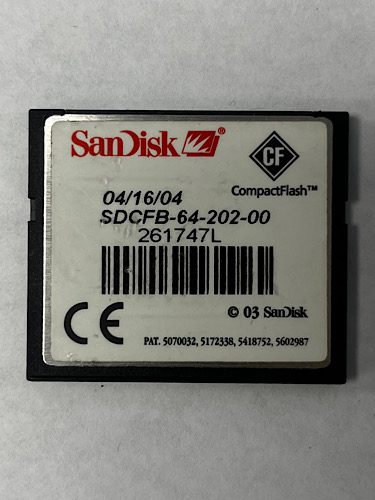 SanDisk®
CF
CompactFlash™
04/16/04
SDCFB-64-202-00
261747L
CE
© 03 SanDisk
PAT. 5070032, 5172338, 5418752, 5602987